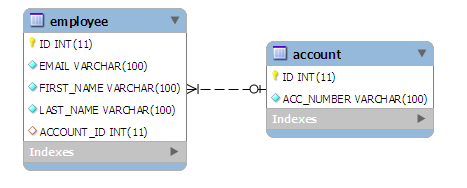 employee
ID INT(11)
EMAIL VARCHAR(100)
FIRST_NAME VARCHAR(100)
LAST_NAME VARCHAR(100)
ACCOUNT_ID INT(11)
Indexes
account
ID INT(11)
ACC_NUMBER VARCHAR(100)
Indexes